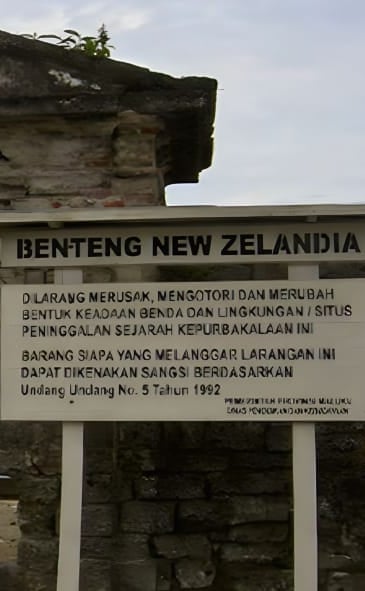 BENTENG NEW ZELANDIA
DILARANG MERUSAK, MENGOTORI DAN MERUBAH
BENTUK KEADAAN BENDA DAN LINGKUNGAN / SITUS
PENINGGALAN SEJARAH KEPURBAKALAAN INI
BARANG SIAPA YANG MELANGGAR LARANGAN INI
DAPAT DIKENAKAN SANGSI BERDASARKAN
Undang Undang No. 5 Tahun 1992
PEMERINTAH PROPINSI MALUKU
DINAS PENDIDIKAN DAN KEBUDAYAAN